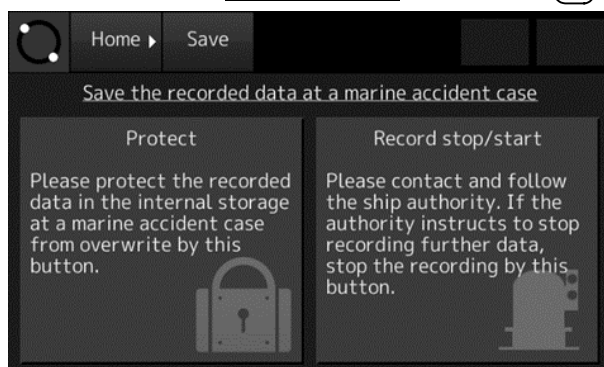 Home Save
Save the recorded data at a marine accident case
Protect
Please protect the recorded
data in the internal storage
at a marine accident case
from overwrite by this
button.
Record stop/start
Please contact and follow
the ship authority. If the
authority instructs to stop
recording further data,
stop the recording by this
button.